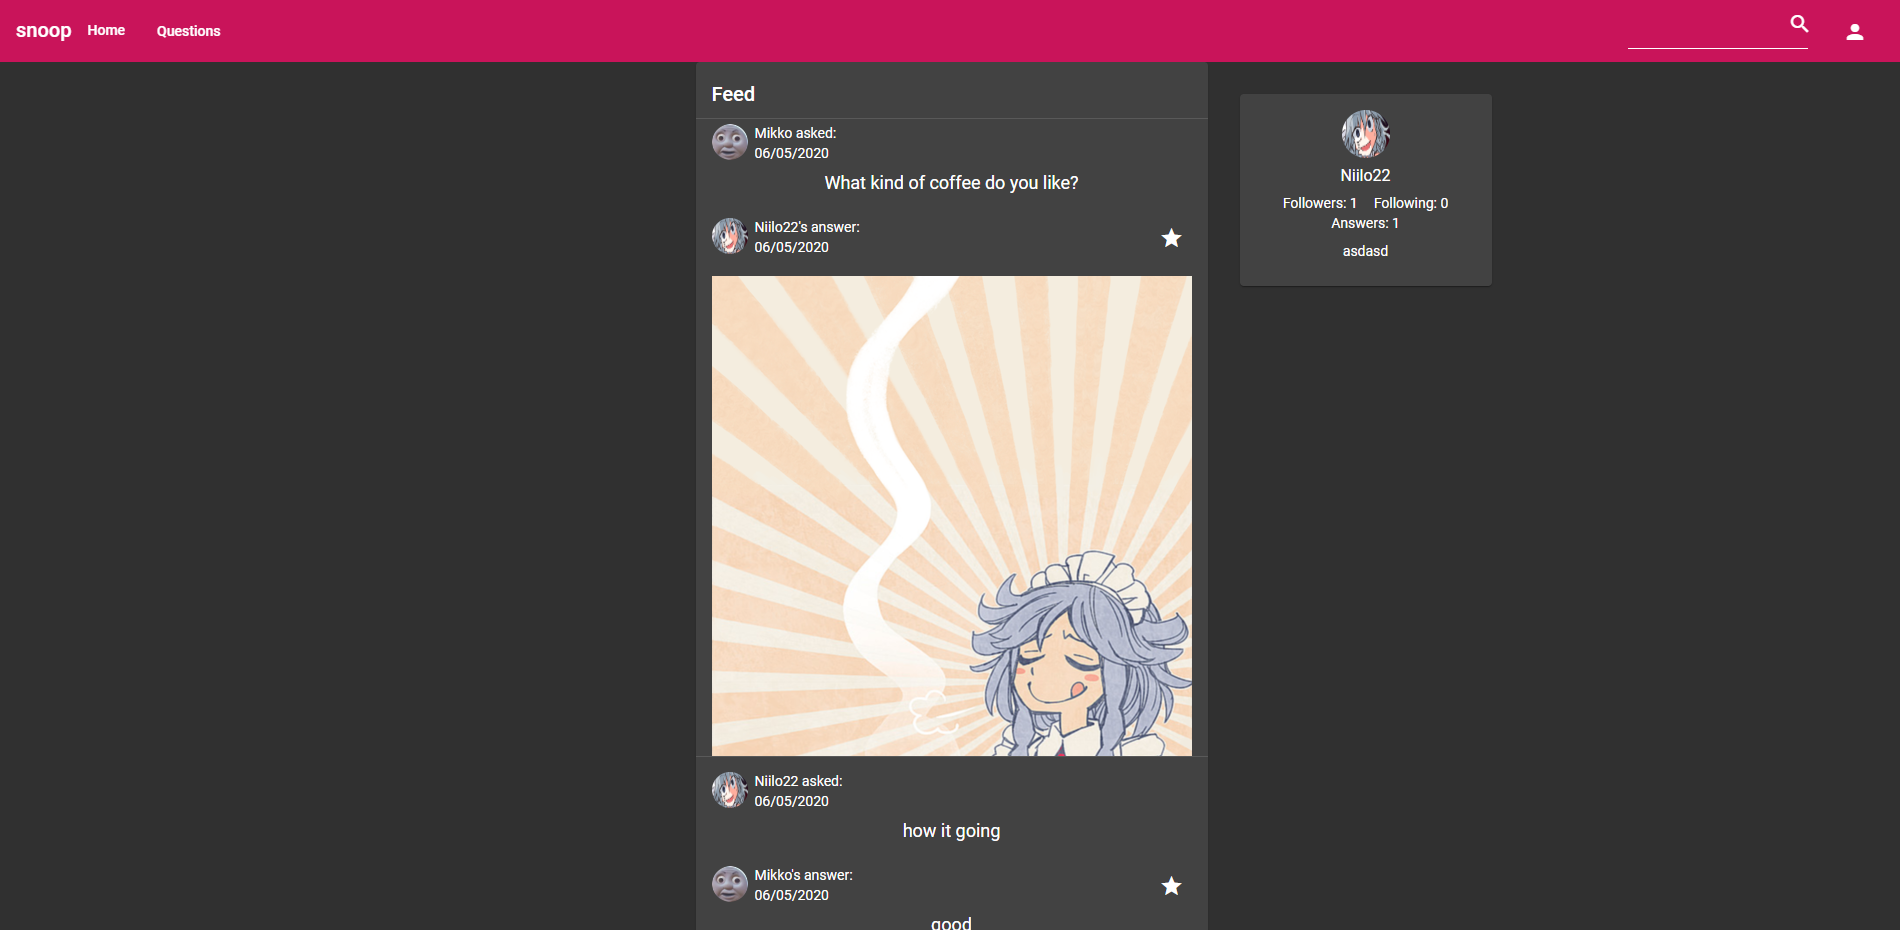 snoop Home Questions
Feed
Mikko asked:
06/05/2020
What kind of coffee do you like?
Niilo22's answer:
06/05/2020
Niilo22 asked:
06/05/2020
how it going
Mikko's answer:
06/05/2020
good
Niilo22
Followers: 1 Following: 0
Answers: 1
asdasd